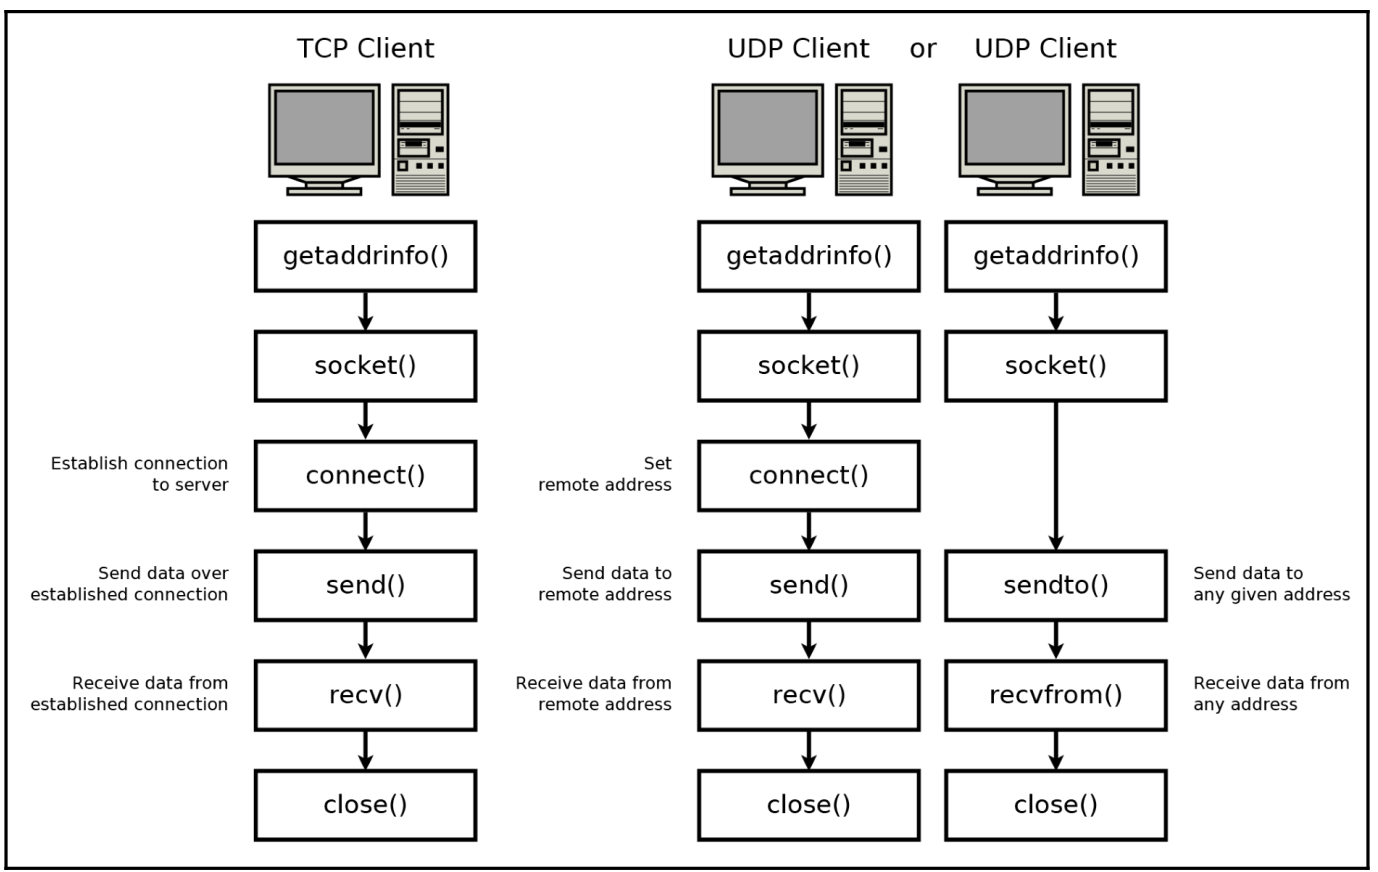 TCP Client
UDP Client or UDP Client
getaddrinfo()
getaddrinfo()
getaddrinfo()
socket()
socket()
socket()
Establish connection
to server
connect()
Set
remote address
connect()
Send data over
established connection
send()
Send data to
remote address
send()
sendto()
Send data to
any given address
Receive data from
established connection
recv()
Receive data from
remote address
recv()
recvfrom()
Receive data from
any address
close()
close()
close()